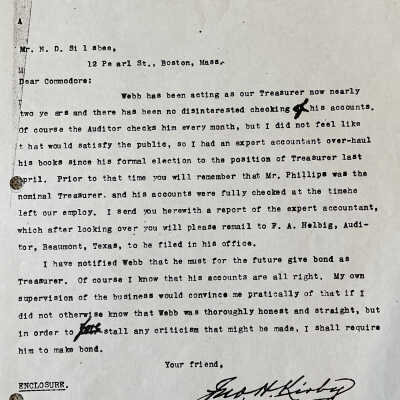 A
Mr. N. D. Silsbee,
12 Pearl St., Boston, Mass.
Dear Commodore:
Webb has been acting as our Treasurer now nearly
two ye ars and there has been no disinterested checking of his accounts.
Of course the Auditor checks him every month, but I did not feel like
t hat would satisfy the public, so I had an expert accountant over-haul
his books since his formal election to the position of Treasurer last
April. Prior to that time you will remember that Mr. Phillips was the
nominal Treasurer. and his accounts were fully checked at the timehe
left our employ. I send you herewith a report of the expert accountant,
which after looking over you will please remail to F. A. Helbig, Audi-
tor, Beaumont, Texas, to be filed in his office.
I have notified Webb that he must for the future give bond as
Treasurer. Of course I know that his accounts are all right. My own
supervision of the business would convince me pratically of that if I
did not otherwise know that Webb was thoroughly honest and straight, but
in order to stall any criticism that might be made, I shall require
him to make bond.
Your friend,
ENCLOSURE.
Jno. H. Kirby